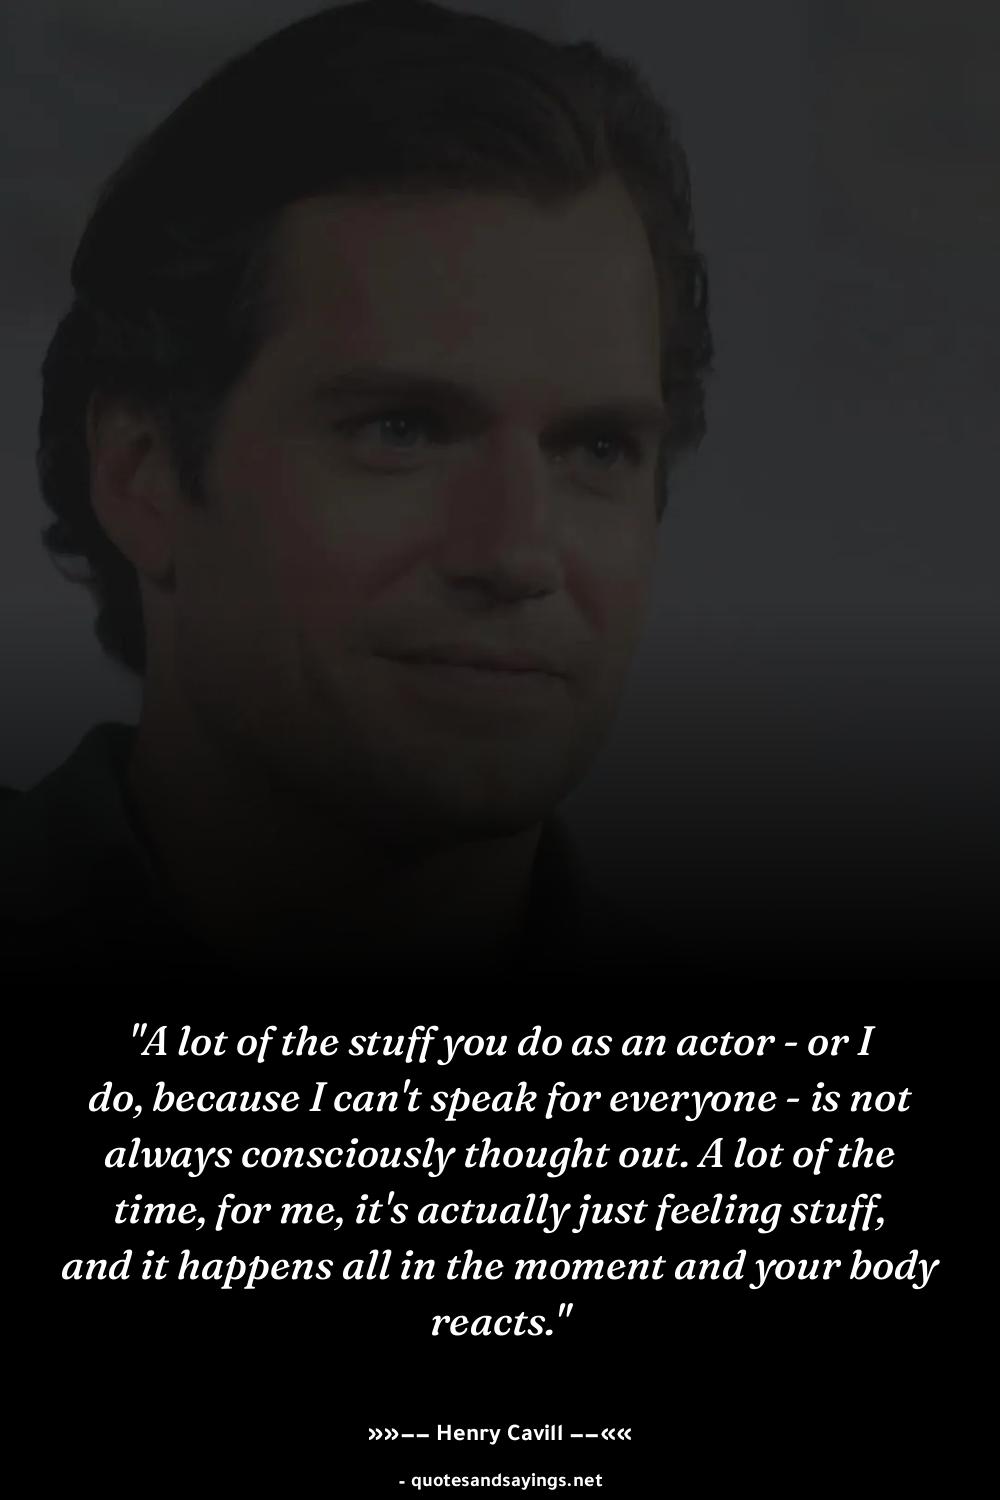 "A lot of the stuff you do as an actor - or I
do, because I can't speak for everyone - is not
always consciously thought out. A lot of the
time, for me, it's actually just feeling stuff,
and it happens all in the moment and your body
reacts."
»»—— Henry Cavill ——««
- quotesandsayings.net